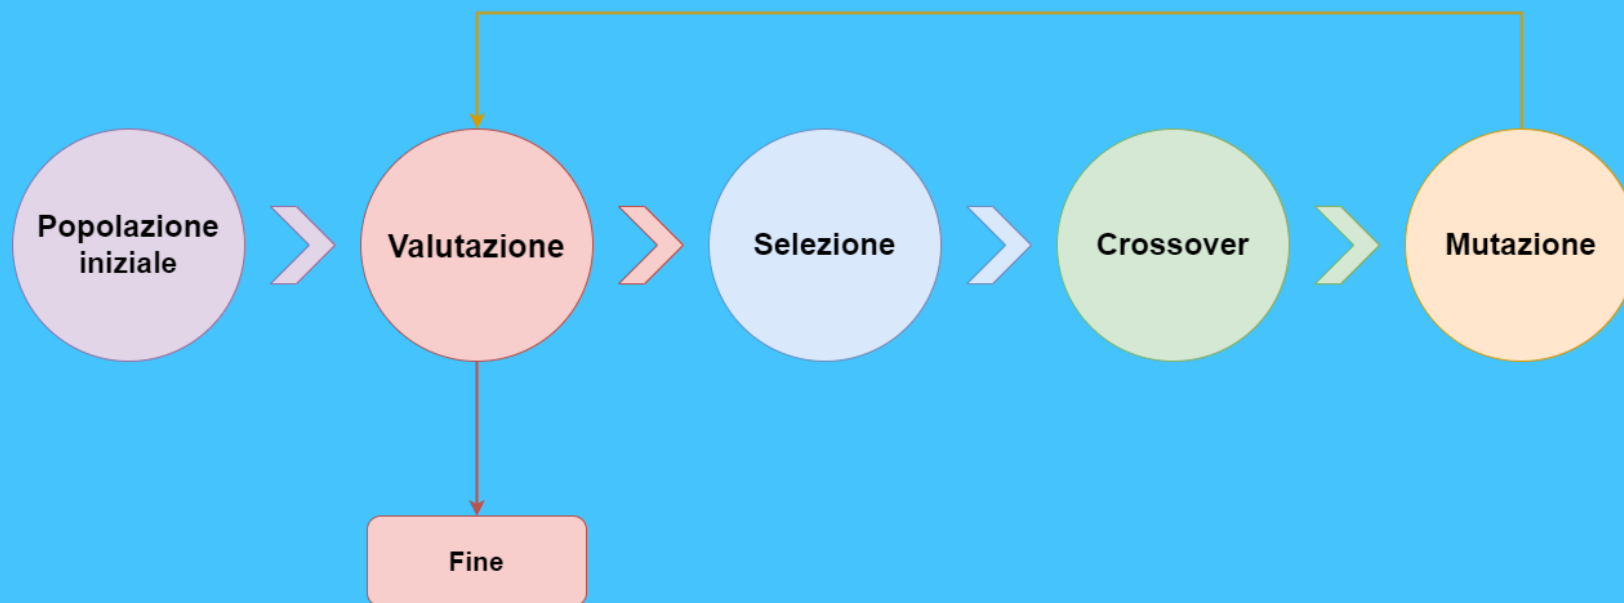 Popolazione
iniziale
Valutazione
Selezione
Crossover
Mutazione
Fine